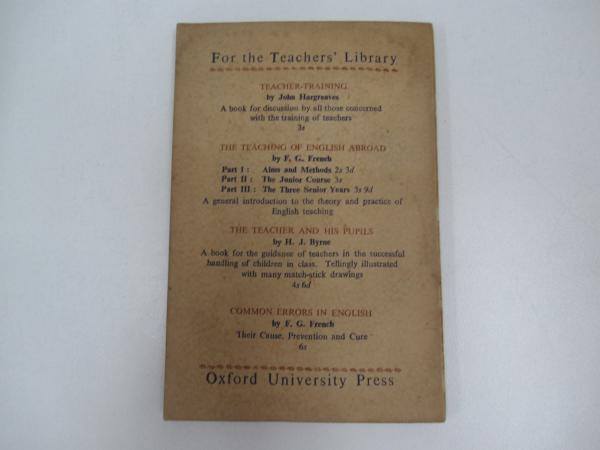 For the Teachers' Library
TEACHER-TRAINING
by John Hargreaves
A book for discussion by all those concerned
with the training of teachers
3s
THE TEACHING OF ENGLISH ABROAD
by F. G. French
Part I : Aims and Methods 2s 3d
Part II : The Junior Course 3s
Part III : The Three Senior Years 3s 9d
A general introduction to the theory and practice of
English teaching
THE TEACHER AND HIS PUPILS
by H. J. Byrne
A book for the guidance of teachers in the successful
handling of children in class. Tellingly illustrated
with many match-stick drawings
4s 6d
COMMON ERRORS IN ENGLISH
by F. G. French
Their Cause, Prevention and Cure
6s
Oxford University Press